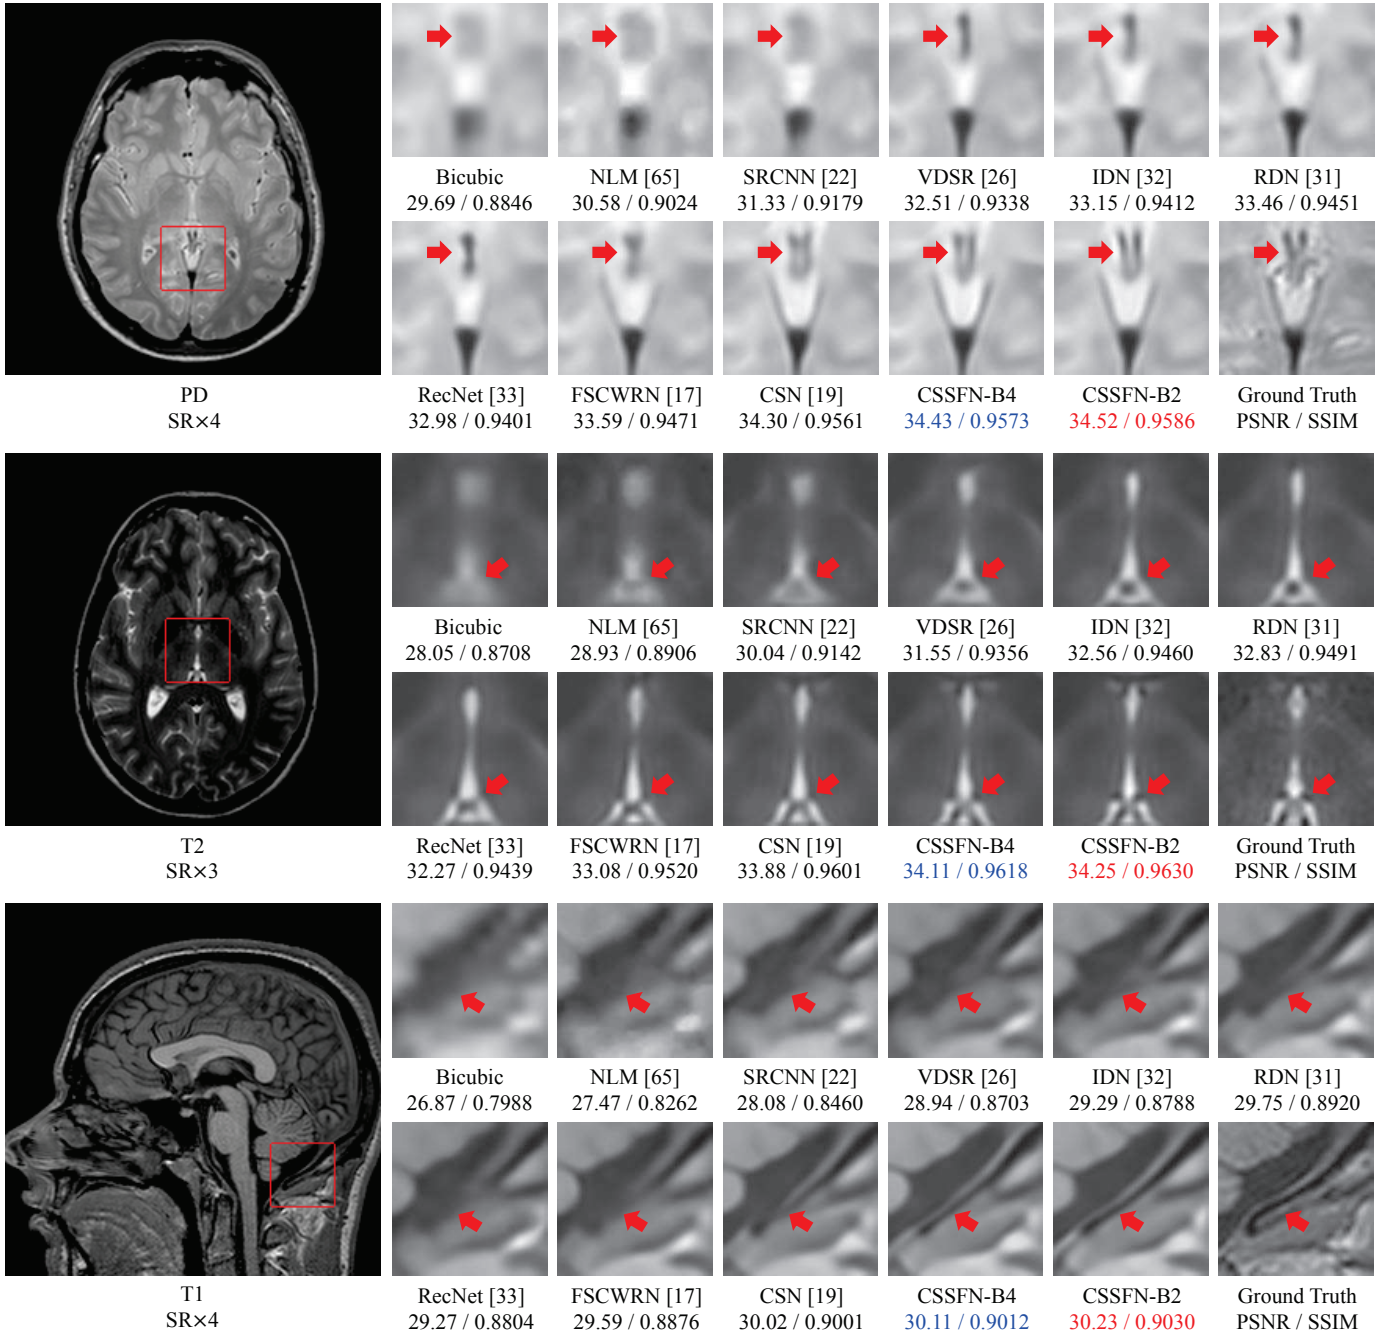 Bicubic NLM [65] SRCNN [22] VDSR [26] IDN [32] RDN [31]
29.69 / 0.8846 30.58 / 0.9024 31.33 / 0.9179 32.51 / 0.9338 33.15 / 0.9412 33.46 / 0.9451
PD RecNet [33] FSCWRN [17] CSN [19] CSSFN-B4 CSSFN-B2 Ground Truth
SR×4 32.98 / 0.9401 33.59 / 0.9471 34.30 / 0.9561 34.43 / 0.9573 34.52 / 0.9586 PSNR / SSIM
Bicubic NLM [65] SRCNN [22] VDSR [26] IDN [32] RDN [31]
28.05 / 0.8708 28.93 / 0.8906 30.04 / 0.9142 31.55 / 0.9356 32.56 / 0.9460 32.83 / 0.9491
T2 RecNet [33] FSCWRN [17] CSN [19] CSSFN-B4 CSSFN-B2 Ground Truth
SR×3 32.27 / 0.9439 33.08 / 0.9520 33.88 / 0.9601 34.11 / 0.9618 34.25 / 0.9630 PSNR / SSIM
Bicubic NLM [65] SRCNN [22] VDSR [26] IDN [32] RDN [31]
26.87 / 0.7988 27.47 / 0.8262 28.08 / 0.8460 28.94 / 0.8703 29.29 / 0.8788 29.75 / 0.8920
T1 RecNet [33] FSCWRN [17] CSN [19] CSSFN-B4 CSSFN-B2 Ground Truth
SR×4 29.27 / 0.8804 29.59 / 0.8876 30.02 / 0.9001 30.11 / 0.9012 30.23 / 0.9030 PSNR / SSIM